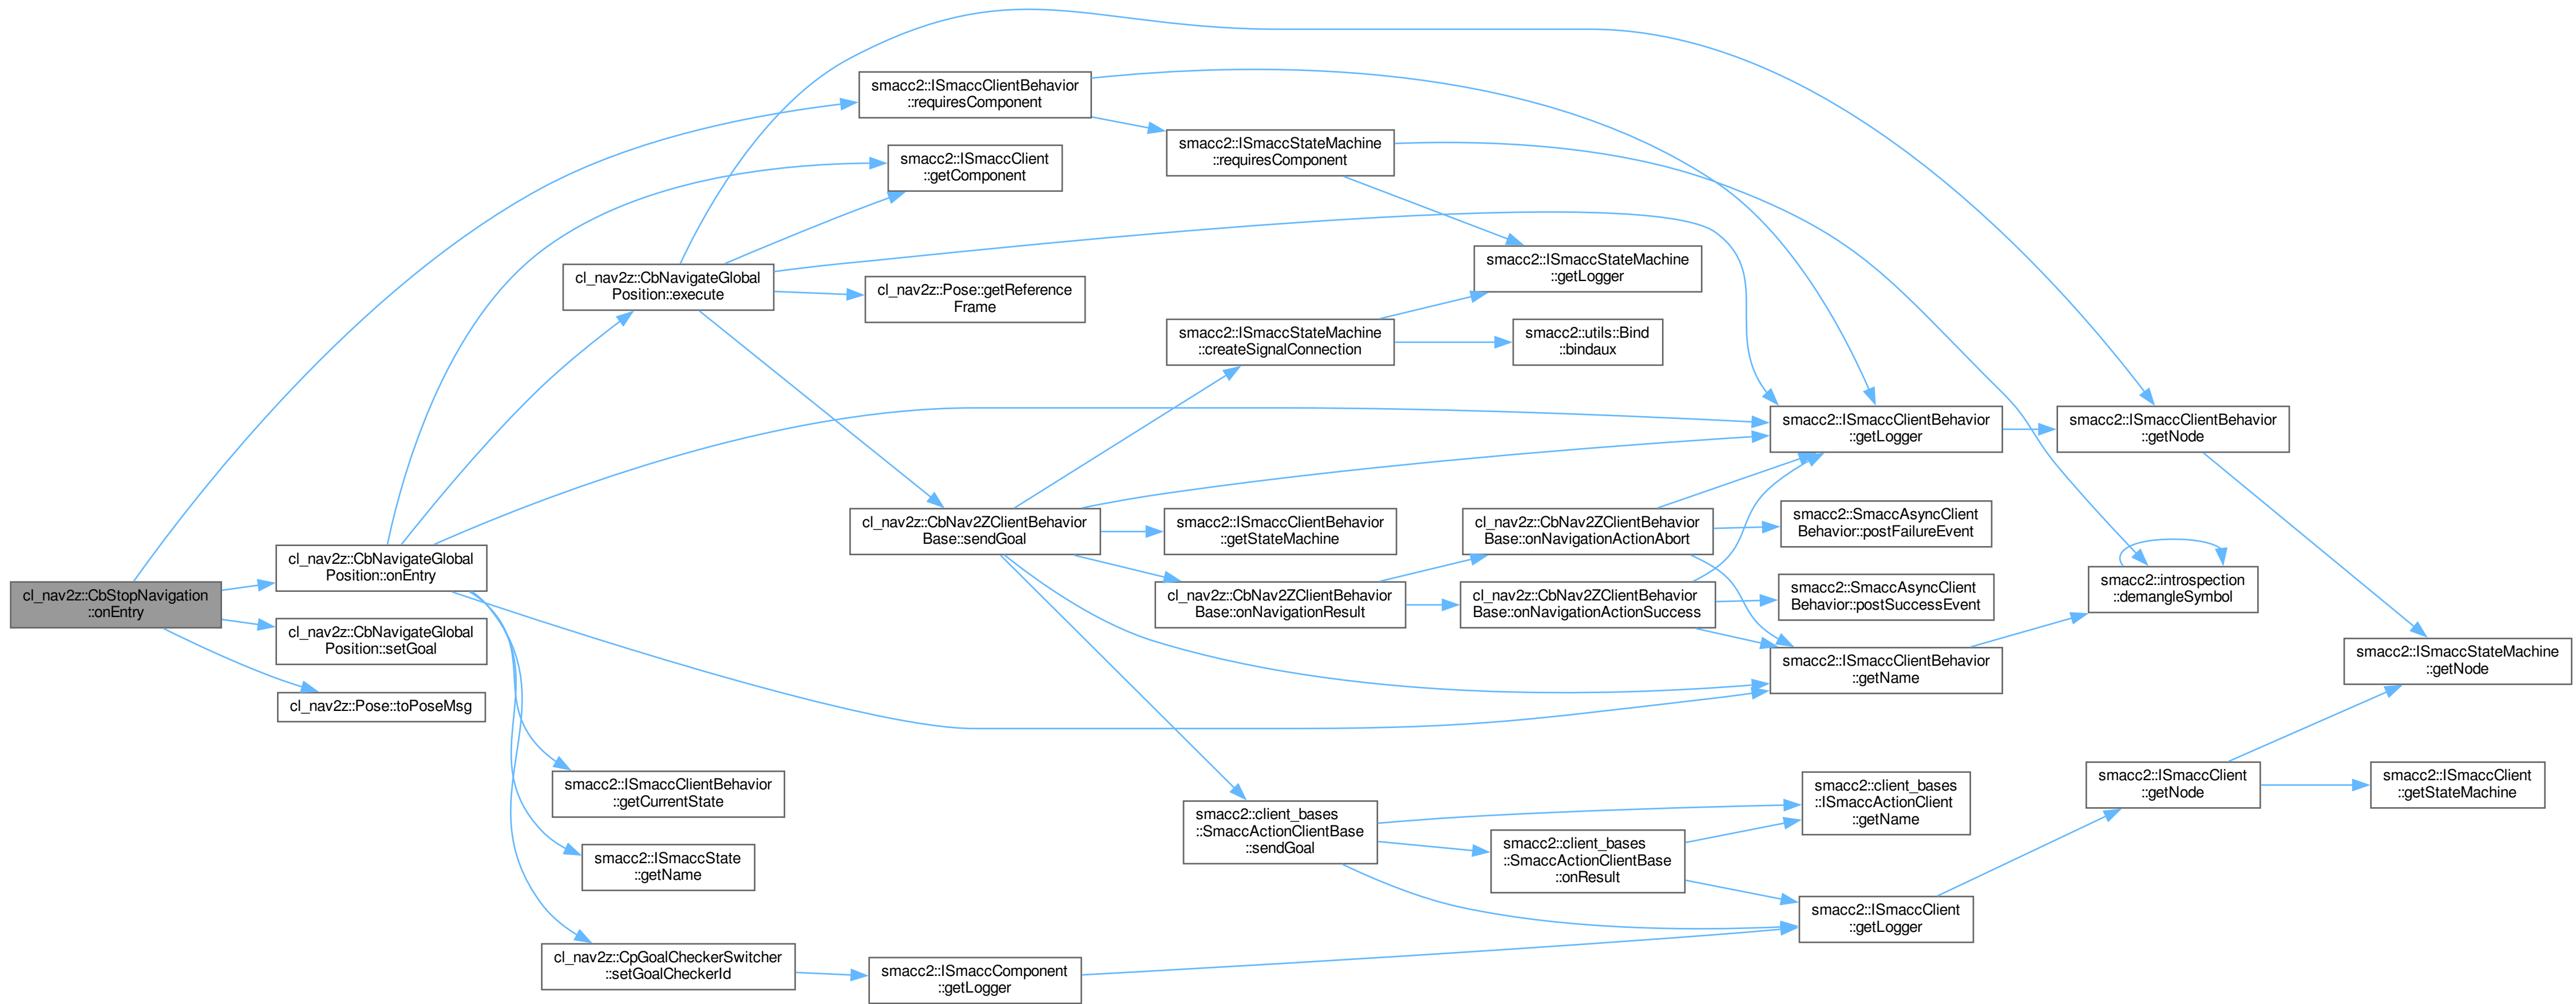 cl_nav2z::CbStopNavigation
::onEntry
smacc2::ISmaccClientBehavior
::requiresComponent
cl_nav2z::CbNavigateGlobal
Position::onEntry
cl_nav2z::CbNavigateGlobal
Position::setGoal
cl_nav2z::Pose::toPoseMsg
smacc2::ISmaccClient
::getComponent
cl_nav2z::CbNavigateGlobal
Position::execute
cl_nav2z::Pose::getReference
Frame
cl_nav2z::CbNav2ZClientBehavior
Base::sendGoal
smacc2::ISmaccClientBehavior
::getCurrentState
smacc2::ISmaccState
::getName
cl_nav2z::CpGoalCheckerSwitcher
::setGoalCheckerId
smacc2::ISmaccComponent
::getLogger
smacc2::ISmaccStateMachine
::requiresComponent
smacc2::ISmaccStateMachine
::createSignalConnection
smacc2::ISmaccClientBehavior
::getStateMachine
cl_nav2z::CbNav2ZClientBehavior
Base::onNavigationResult
smacc2::client_bases
::SmaccActionClientBase
::sendGoal
smacc2::ISmaccStateMachine
::getLogger
smacc2::utils::Bind
::bindaux
cl_nav2z::CbNav2ZClientBehavior
Base::onNavigationActionAbort
cl_nav2z::CbNav2ZClientBehavior
Base::onNavigationActionSuccess
smacc2::client_bases
::SmaccActionClientBase
::onResult
smacc2::ISmaccClientBehavior
::getLogger
smacc2::SmaccAsyncClient
Behavior::postFailureEvent
smacc2::SmaccAsyncClient
Behavior::postSuccessEvent
smacc2::ISmaccClientBehavior
::getName
smacc2::client_bases
::ISmaccActionClient
::getName
smacc2::ISmaccClient
::getLogger
smacc2::ISmaccClientBehavior
::getNode
smacc2::introspection
::demangleSymbol
smacc2::ISmaccClient
::getNode
smacc2::ISmaccStateMachine
::getNode
smacc2::ISmaccClient
::getStateMachine